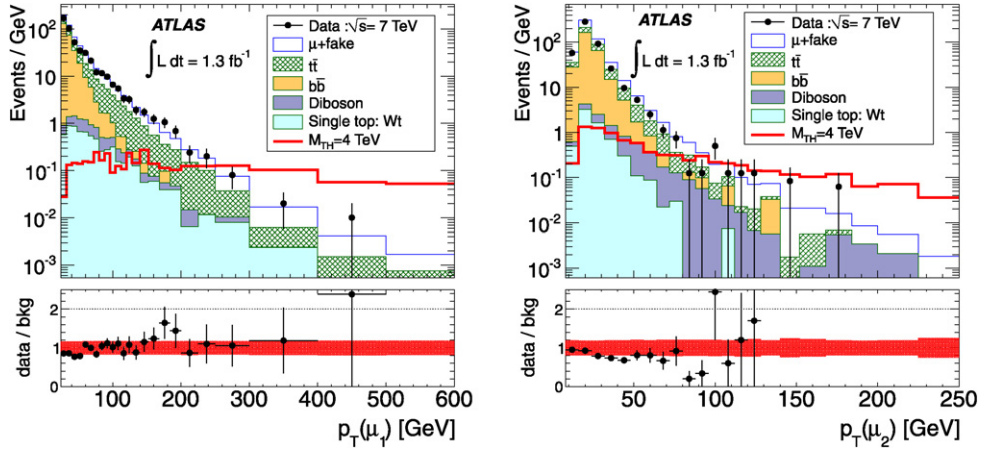 ATLAS
∫ L dt = 1.3 fb⁻¹
Data :√s= 7 TeV
μ+fake
tt̄
bb̄
Diboson
Single top: Wt
M_TH=4 TeV
Events / GeV
10²
10
1
10⁻¹
10⁻²
10⁻³
data / bkg
2
1
0
100 200 300 400 500 600
p_T(μ_1) [GeV]
ATLAS
∫ L dt = 1.3 fb⁻¹
Data :√s= 7 TeV
μ+fake
tt̄
bb̄
Diboson
Single top: Wt
M_TH=4 TeV
Events / GeV
10²
10
1
10⁻¹
10⁻²
10⁻³
data / bkg
2
1
0
50 100 150 200 250
p_T(μ_2) [GeV]